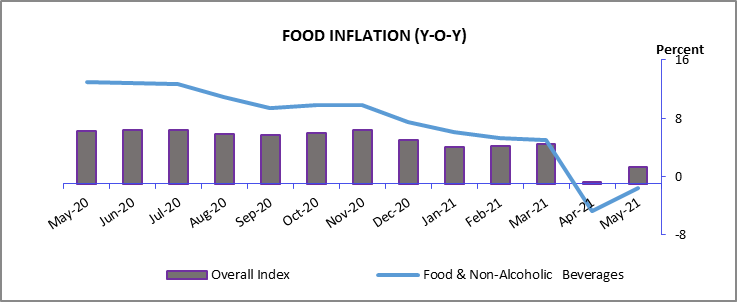 FOOD INFLATION (Y-O-Y)
Percent
16
8
0
-8
May-20 Jun-20 Jul-20 Aug-20 Sep-20 Oct-20 Nov-20 Dec-20 Jan-21 Feb-21 Mar-21 Apr-21 May-21
Overall Index Food & Non-Alcoholic Beverages